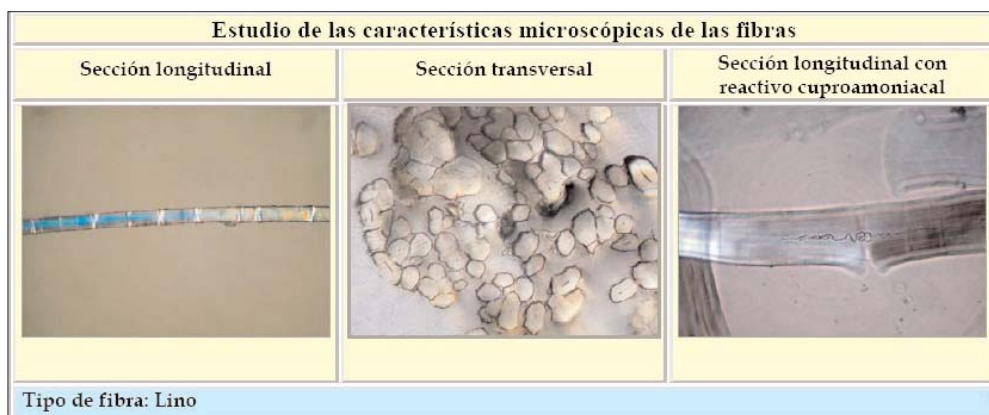 Estudio de las características microscópicas de las fibras
Sección longitudinal
Sección transversal
Sección longitudinal con
reactivo cuproamoniacal
Tipo de fibra: Lino